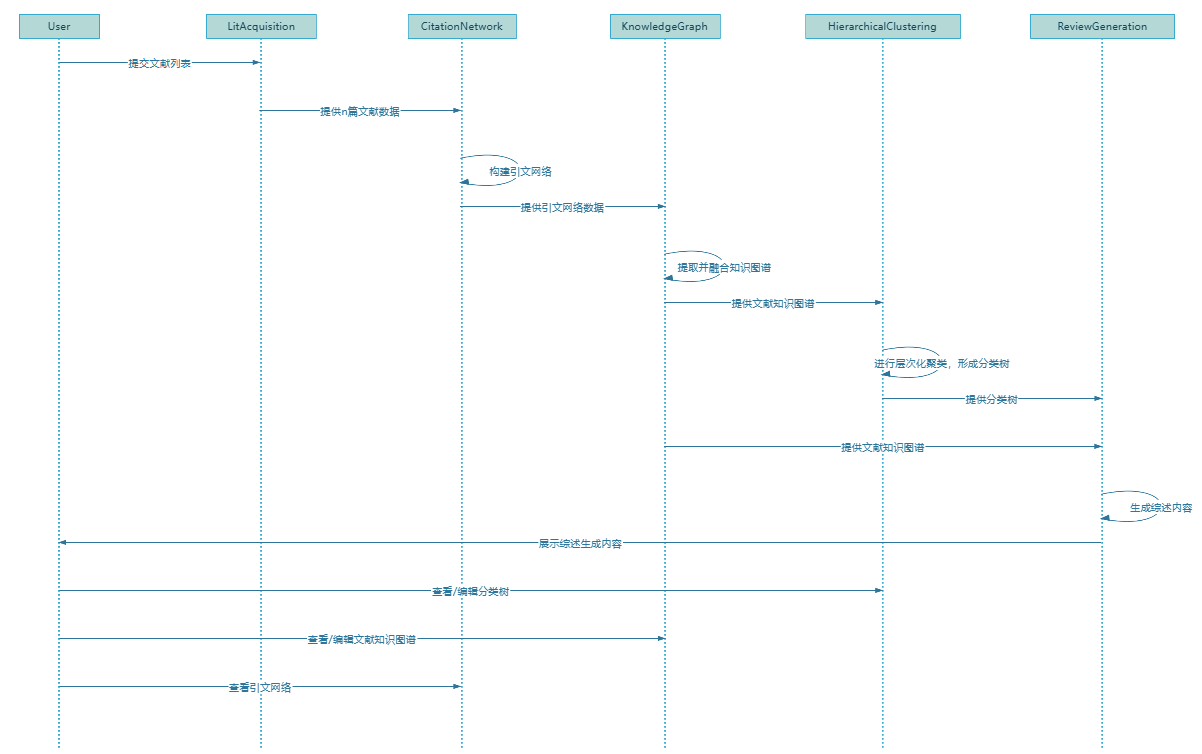 User
LitAcquisition
CitationNetwork
KnowledgeGraph
HierarchicalClustering
ReviewGeneration
提交文献列表
提供n篇文献数据
构建引文网络
提供引文网络数据
提取并融合知识图谱
提供文献知识图谱
进行层次化聚类，形成分类树
提供分类树
提供文献知识图谱
生成综述内容
展示综述生成内容
查看/编辑分类树
查看/编辑文献知识图谱
查看引文网络